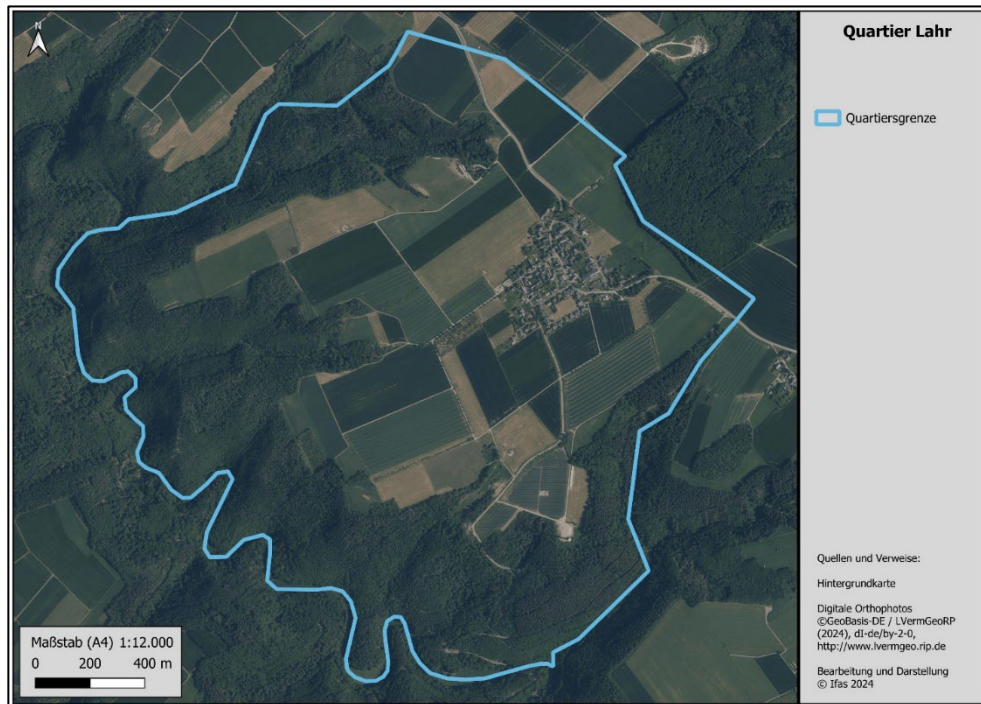 N
Quartier Lahr
Quartiersgrenze
Quellen und Verweise:
Hintergrundkarte
Digitale Orthophotos
©GeoBasis-DE / LVermGeoRP
(2024), dl-de/by-2-0,
http://www.lvermgeo.rlp.de
Bearbeitung und Darstellung
© Ifas 2024
Maßstab (A4) 1:12.000
0 200 400 m